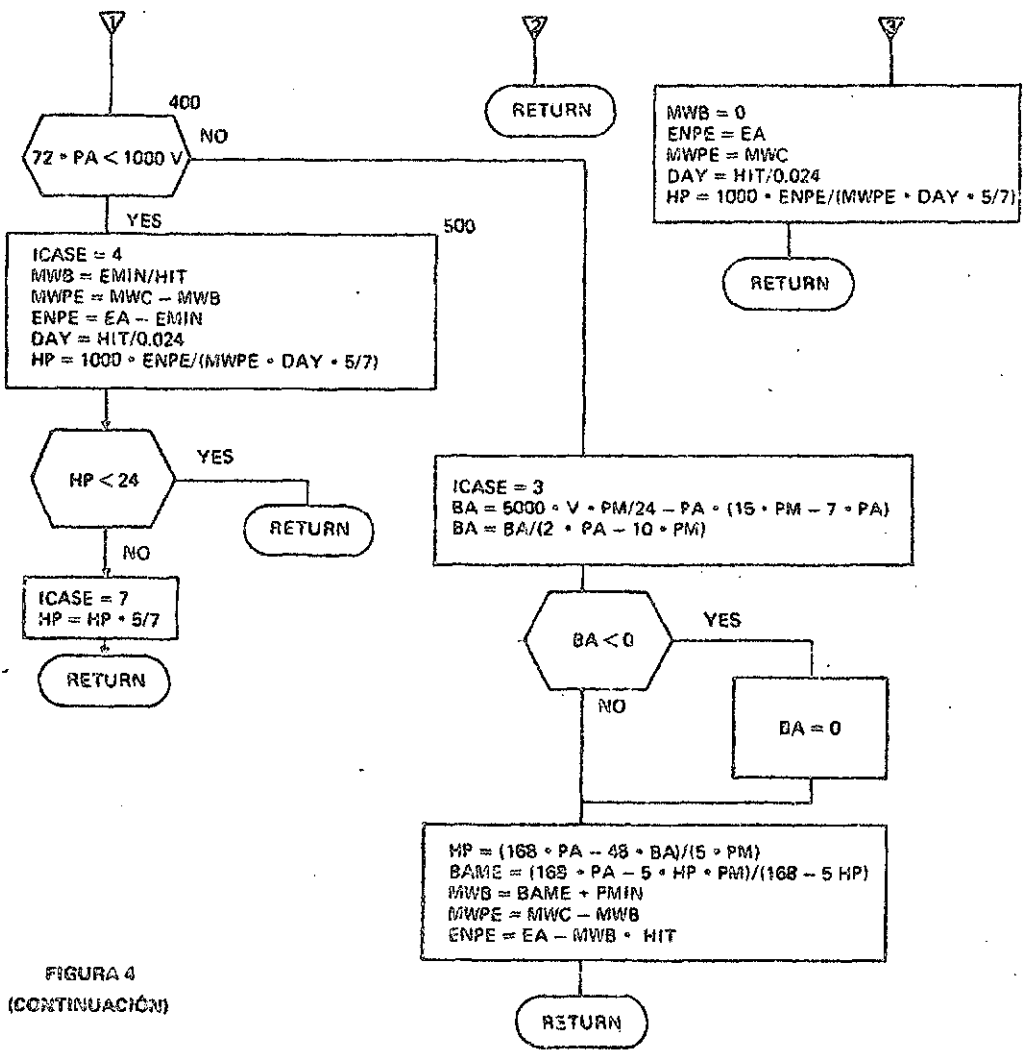 1
400
72 * PA < 1000 V
NO
YES
500
ICASE = 4
MWB = EMIN/HIT
MWPE = MWC – MWB
ENPE = EA – EMIN
DAY = HIT/0.024
HP = 1000 * ENPE/(MWPE * DAY * 5/7)
HP < 24
YES
RETURN
NO
ICASE = 7
HP = HP * 5/7
RETURN
2
RETURN
3
MWB = 0
ENPE = EA
MWPE = MWC
DAY = HIT/0.024
HP = 1000 * ENPE/(MWPE * DAY * 5/7)
RETURN
ICASE = 3
BA = 5000 * V * PM/24 – PA * (15 * PM – 7 * PA)
BA = BA/(2 * PA – 10 * PM)
BA < 0
YES
NO
BA = 0
HP = (168 * PA – 48 * BA)/(5 * PM)
BAME = (168 * PA – 5 * HP * PM)/(168 – 5 HP)
MWB = BAME + PMIN
MWPE = MWC – MWB
ENPE = EA – MWB * HIT
RETURN
FIGURA 4
(CONTINUACIÓN)